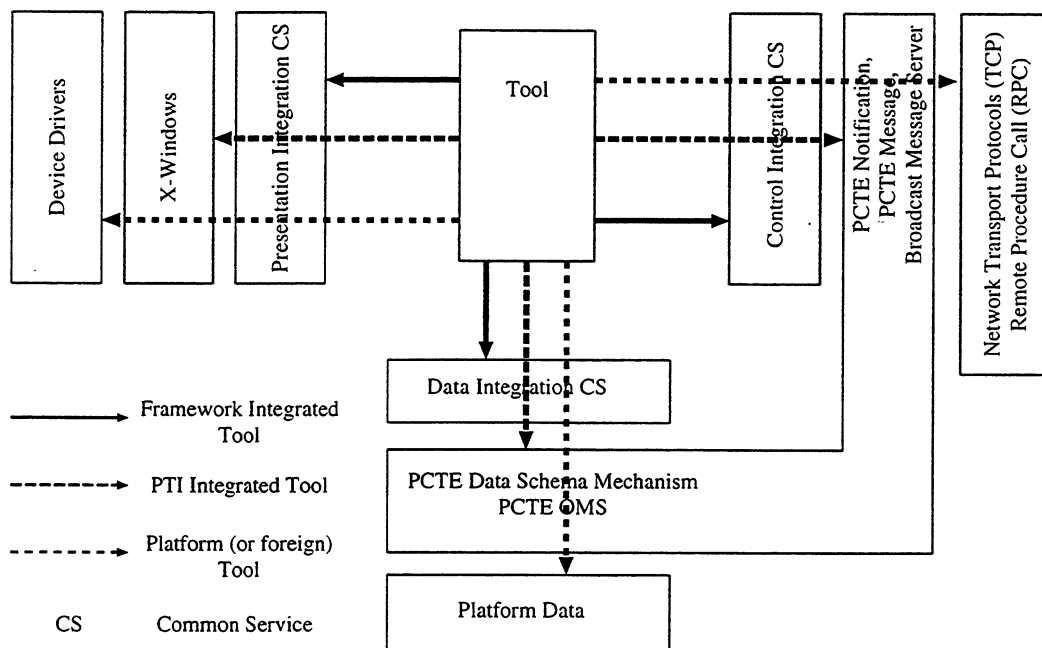 Device Drivers
X-Windows
Presentation Integration CS
Tool
Control Integration CS
PCTE Notification,
PCTE Message,
Broadcast Message Server
Network Transport Protocols (TCP)
Remote Procedure Call (RPC)
Data Integration CS
PCTE Data Schema Mechanism
PCTE OMS
Platform Data
Framework Integrated
Tool
PTI Integrated Tool
Platform (or foreign)
Tool
CS Common Service